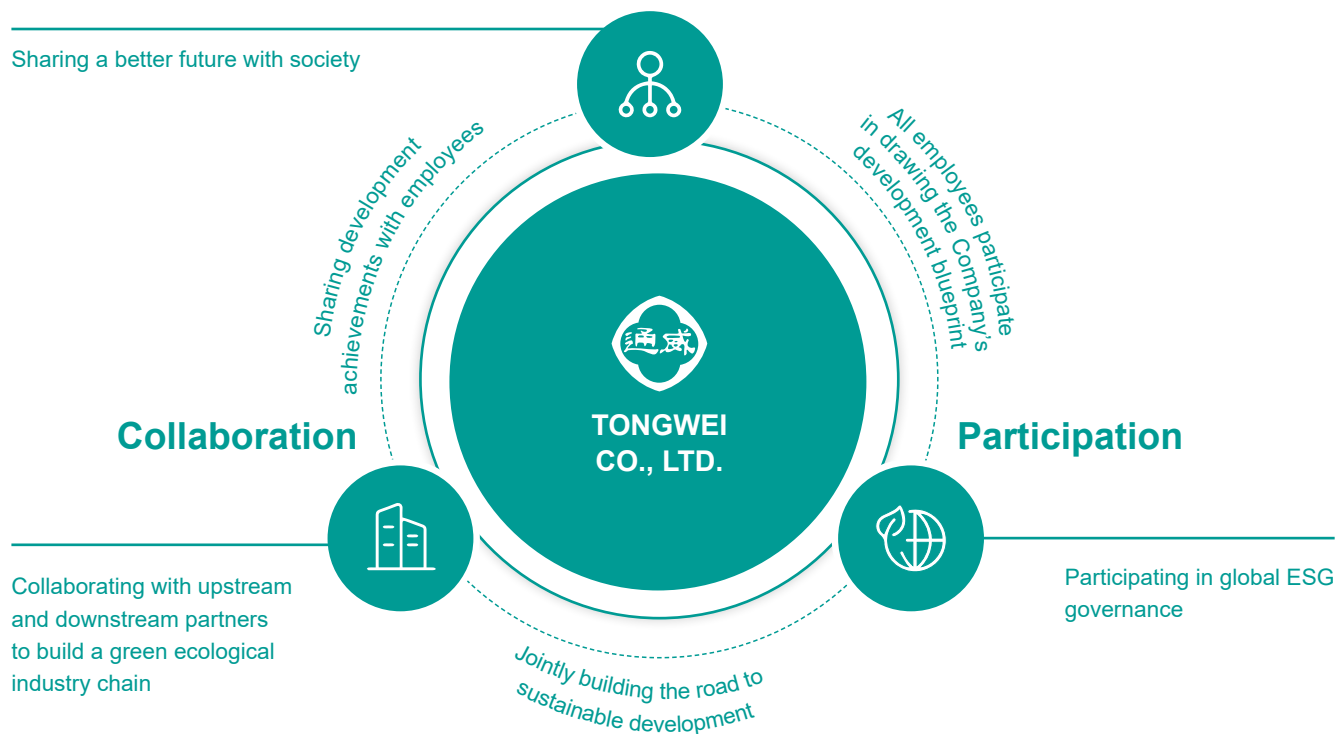 Sharing a better future with society
Sharing development
achievements with employees
All employees participate
in drawing the Company's
development blueprint
通威
TONGWEI
CO., LTD.
Collaboration
Participation
Collaborating with upstream
and downstream partners
to build a green ecological
industry chain
Participating in global ESG
governance
Jointly building the road to
sustainable development